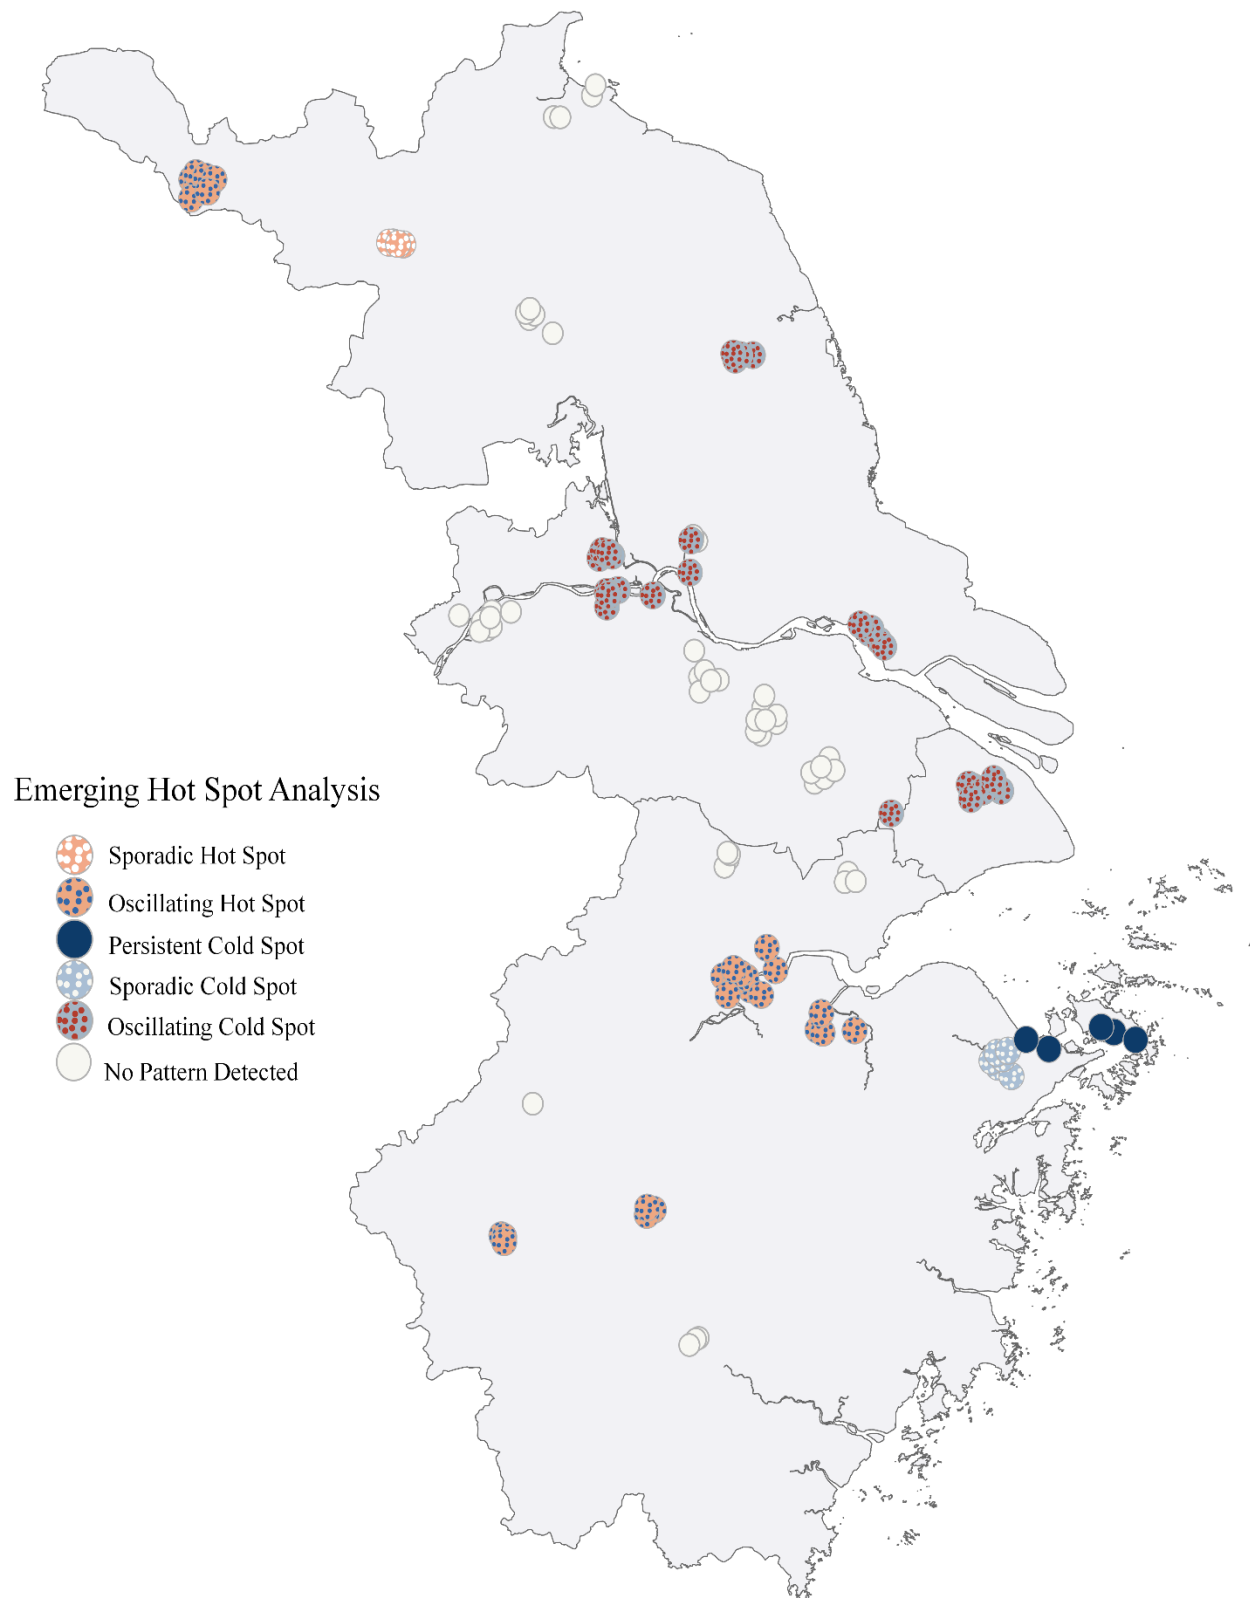 Emerging Hot Spot Analysis
Sporadic Hot Spot
Oscillating Hot Spot
Persistent Cold Spot
Sporadic Cold Spot
Oscillating Cold Spot
No Pattern Detected